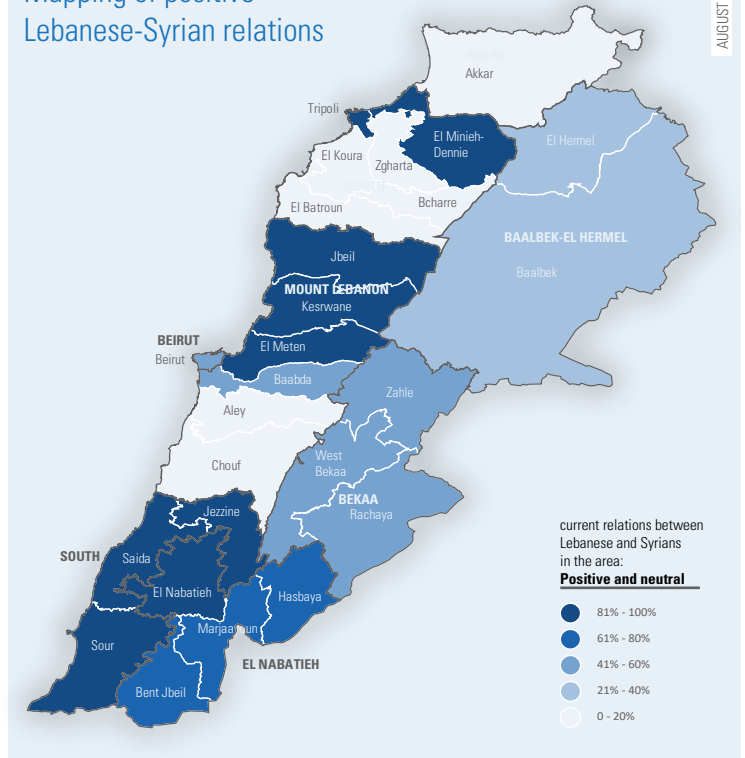 Mapping of positive
Lebanese-Syrian relations
AUGUST
Akkar
Tripoli
El Minieh-
Dennie
El Hermel
El Koura
Zgharta
Bcharre
El Batroun
BAALBEK-EL HERMEL
Baalbek
Jbeil
MOUNT LEBANON
Kesrwane
BEIRUT
Beirut
El Meten
Baabda
Zahle
Aley
West
Bekaa
Chouf
BEKAA
Rachaya
Jezzine
SOUTH
Saida
El Nabatieh
Hasbaya
Marjaayoun
Sour
EL NABATIEH
Bent Jbeil
current relations between
Lebanese and Syrians
in the area:
Positive and neutral
81% - 100%
61% - 80%
41% - 60%
21% - 40%
0 - 20%